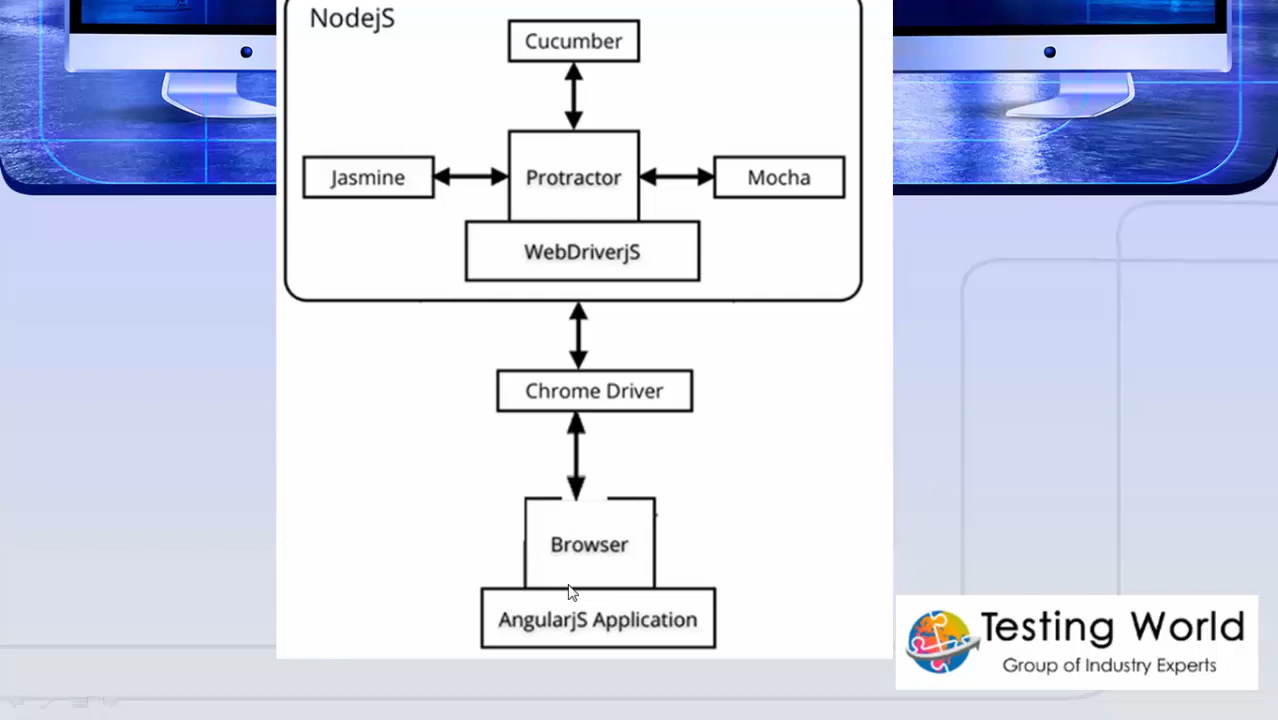 NodejS
Cucumber
Jasmine
Protractor
Mocha
WebDriverjS
Chrome Driver
Browser
AngularjS Application
Testing World
Group of Industry Experts